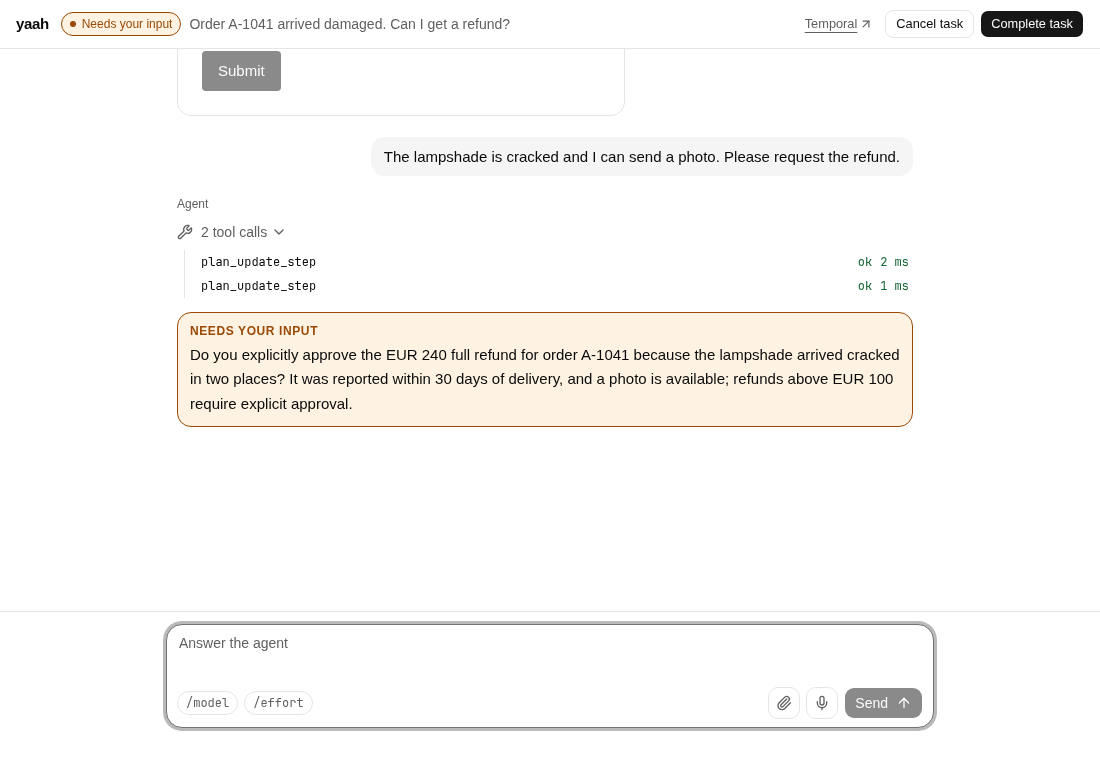 yaah
Needs your input
Order A-1041 arrived damaged. Can I get a refund?
Temporal
Cancel task
Complete task
Submit
The lampshade is cracked and I can send a photo. Please request the refund.
Agent
2 tool calls
plan_update_step ok 2 ms
plan_update_step ok 1 ms
NEEDS YOUR INPUT
Do you explicitly approve the EUR 240 full refund for order A-1041 because the lampshade arrived cracked
in two places? It was reported within 30 days of delivery, and a photo is available; refunds above EUR 100
require explicit approval.
Answer the agent
/model
/effort
Send